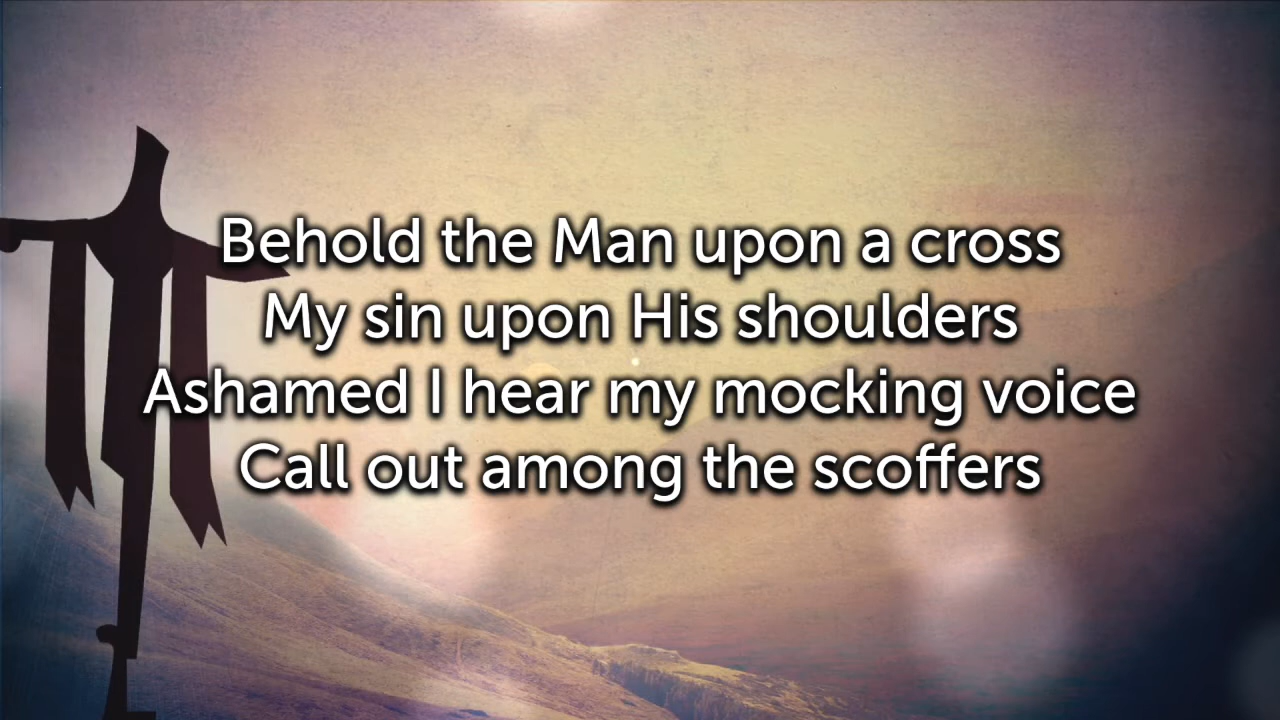 Behold the Man upon a cross
My sin upon His shoulders
Ashamed I hear my mocking voice
Call out among the scoffers